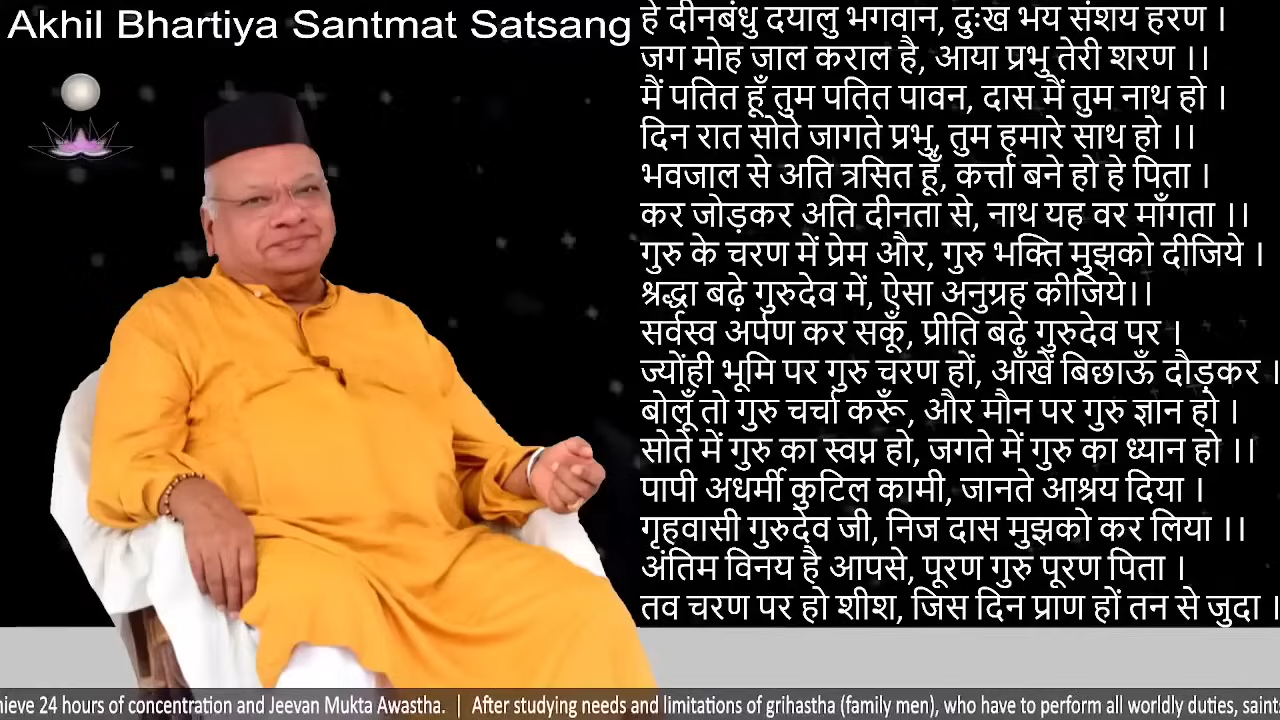 Akhil Bhartiya Santmat Satsang
हे दीनबंधु दयालु भगवान, दुःख भय संशय हरण ।
जग मोह जाल कराल है, आया प्रभु तेरी शरण ।।
मैं पतित हूँ तुम पतित पावन, दास मैं तुम नाथ हो ।
दिन रात सोते जागते प्रभु, तुम हमारे साथ हो ।।
भवजाल से अति त्रसित हूँ, कर्त्ता बने हो हे पिता ।
कर जोड़कर अति दीनता से, नाथ यह वर माँगता ।।
गुरु के चरण में प्रेम और, गुरु भक्ति मुझको दीजिये ।
श्रद्धा बढ़े गुरुदेव में, ऐसा अनुग्रह कीजिये।।
सर्वस्व अर्पण कर सकूँ, प्रीति बढ़े गुरुदेव पर ।
ज्योंही भूमि पर गुरु चरण हों, आँखें बिछाऊँ दौड़कर ।
बोलूँ तो गुरु चर्चा करूँ, और मौन पर गुरु ज्ञान हो ।
सोते में गुरु का स्वप्न हो, जगते में गुरु का ध्यान हो ।।
पापी अधर्मी कुटिल कामी, जानते आश्रय दिया ।
गृहवासी गुरुदेव जी, निज दास मुझको कर लिया ।।
अंतिम विनय है आपसे, पूरण गुरु पूरण पिता ।
तव चरण पर हो शीश, जिस दिन प्राण हों तन से जुदा ।
hieve 24 hours of concentration and Jeevan Mukta Awastha. | After studying needs and limitations of grihastha (family men), who have to perform all worldly duties, saint